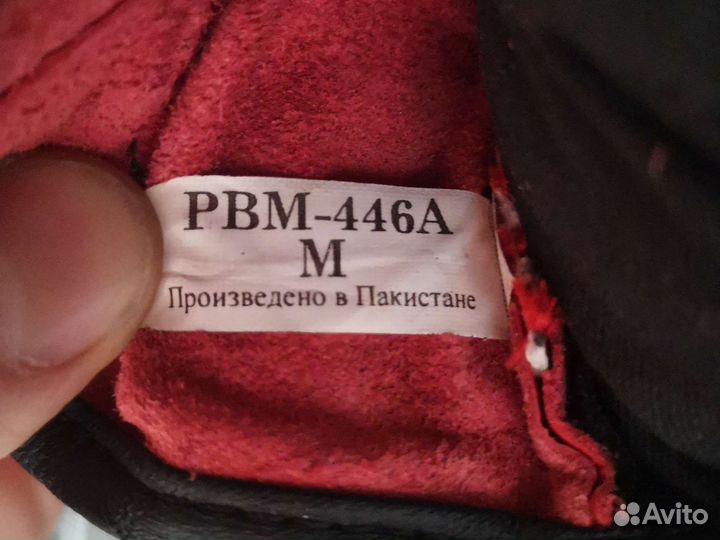 PBM-446A
M
Произведено в Пакистане
Avito